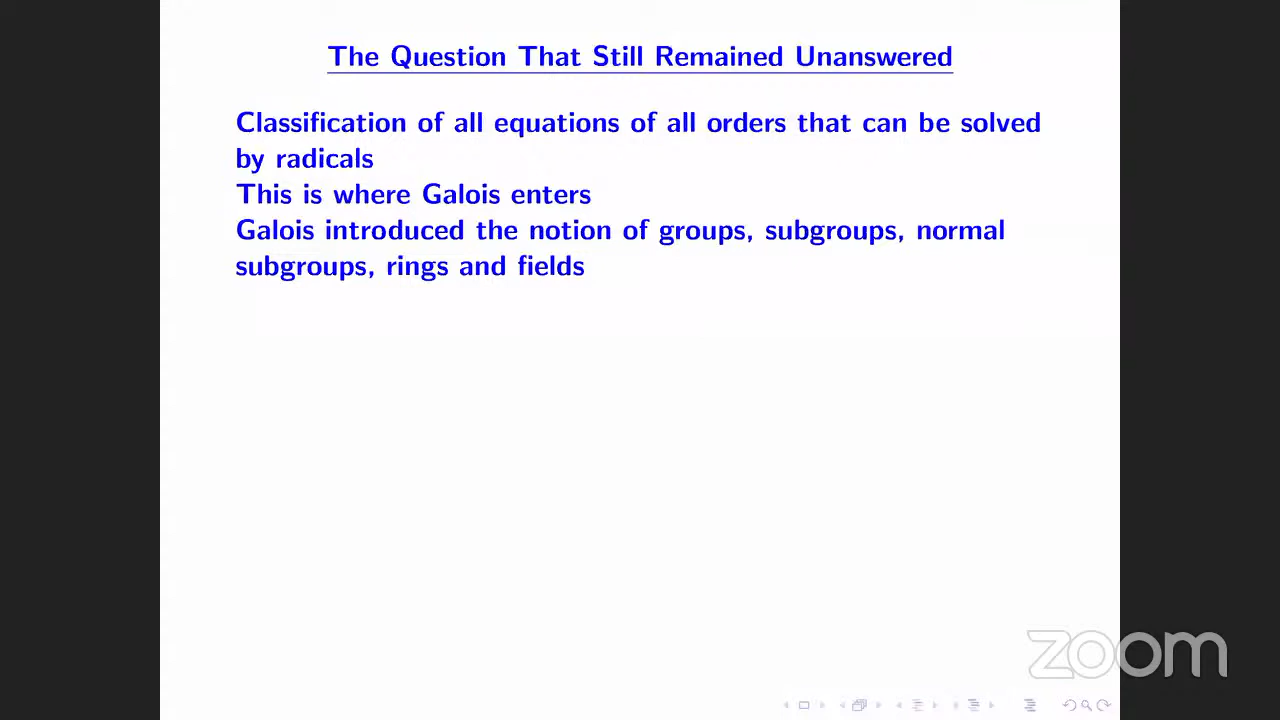 The Question That Still Remained Unanswered
Classification of all equations of all orders that can be solved
by radicals
This is where Galois enters
Galois introduced the notion of groups, subgroups, normal
subgroups, rings and fields
zoom